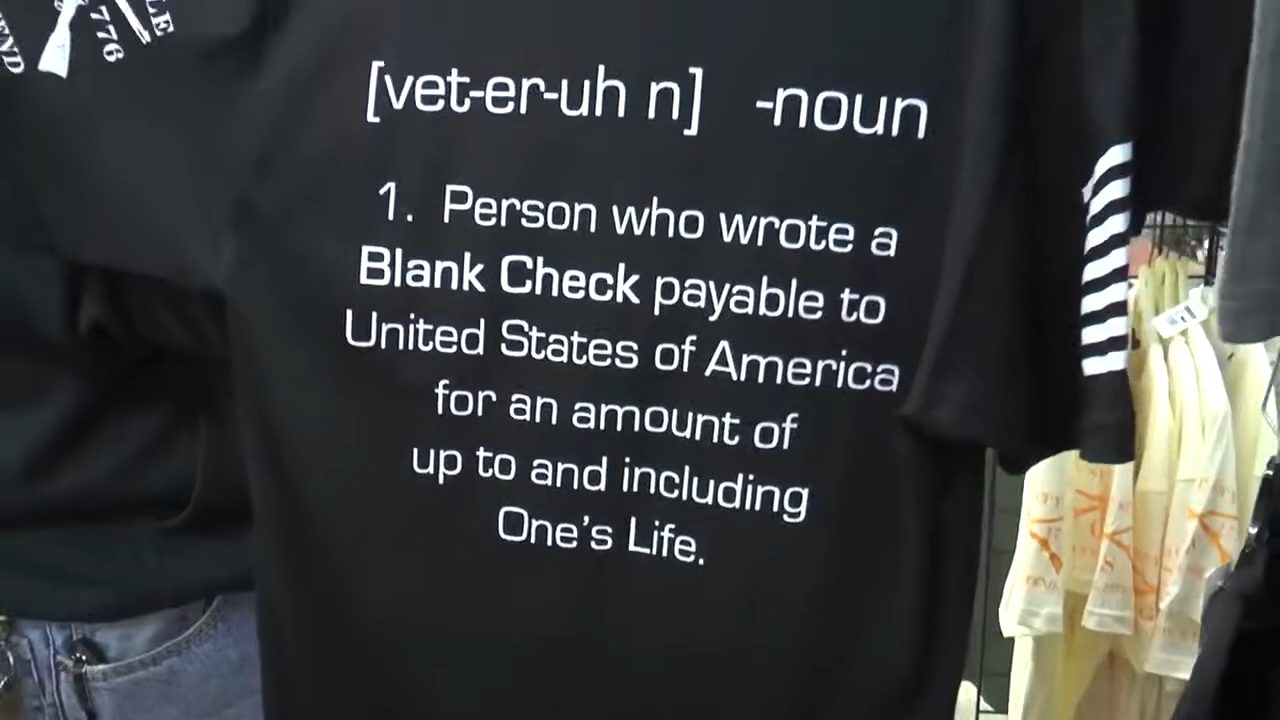 [vet-er-uh n] -noun
1. Person who wrote a
Blank Check payable to
United States of America
for an amount of
up to and including
One's Life.
776